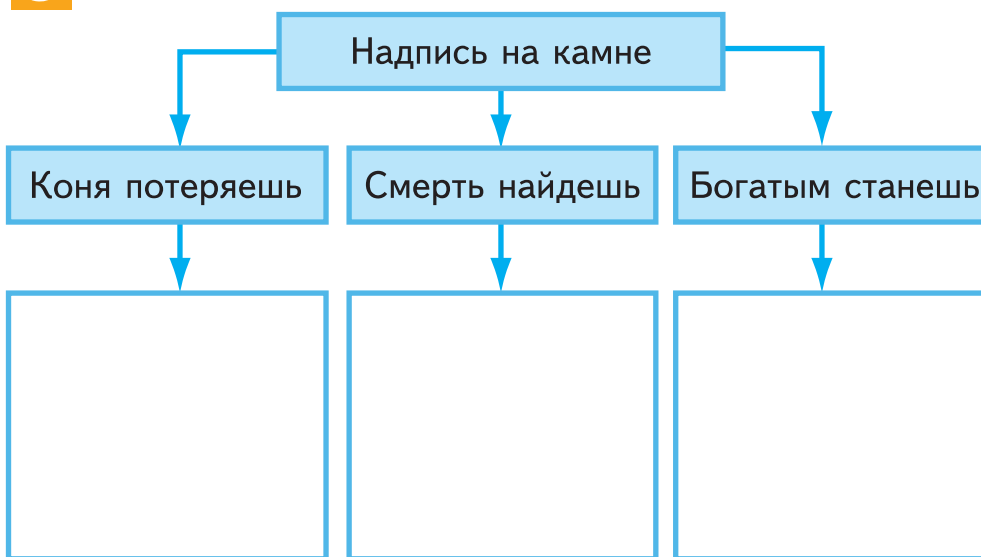 Надпись на камне
Коня потеряешь
Смерть найдешь
Богатым станешь